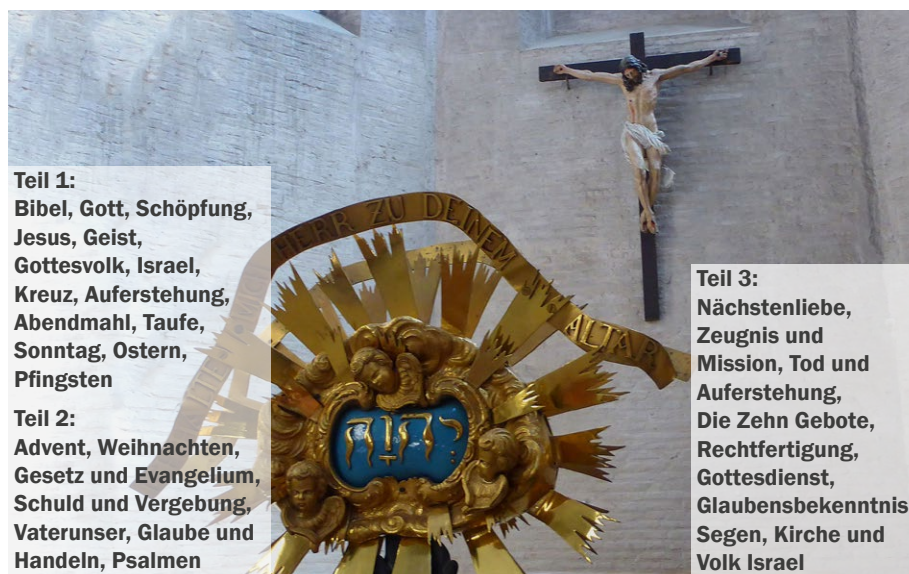 Teil 1:
Bibel, Gott, Schöpfung,
Jesus, Geist,
Gottesvolk, Israel,
Kreuz, Auferstehung,
Abendmahl, Taufe,
Sonntag, Ostern,
Pfingsten
Teil 2:
Advent, Weihnachten,
Gesetz und Evangelium,
Schuld und Vergebung,
Vaterunser, Glaube und
Handeln, Psalmen
HERR ZU DEINEM ALTAR
יהוה
Teil 3:
Nächstenliebe,
Zeugnis und
Mission, Tod und
Auferstehung,
Die Zehn Gebote,
Rechtfertigung,
Gottesdienst,
Glaubensbekenntnis
Segen, Kirche und
Volk Israel